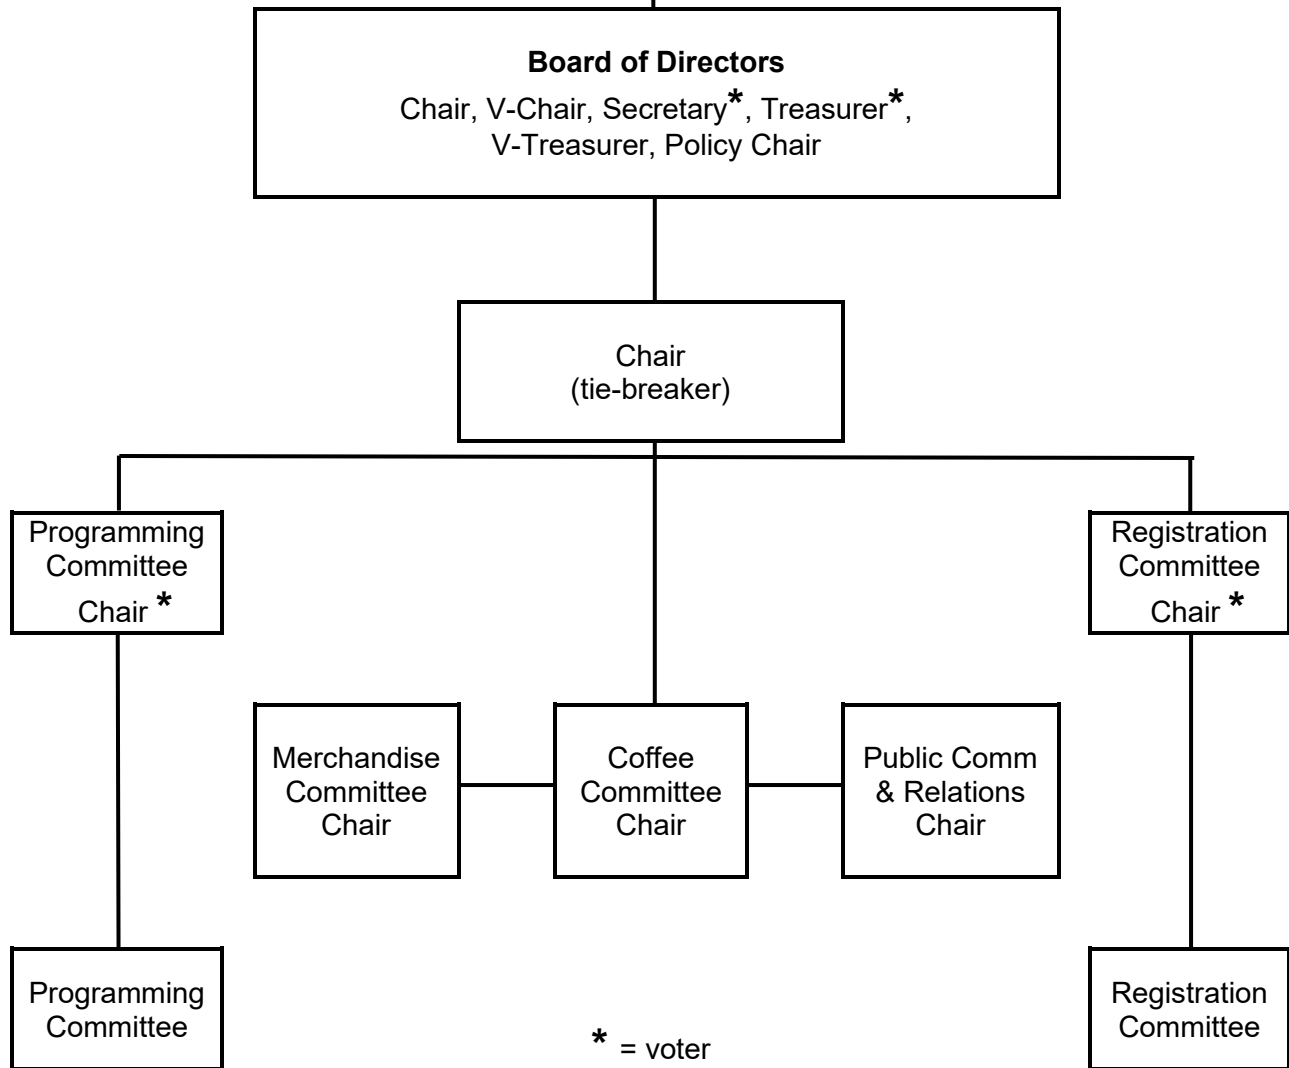 Board of Directors
Chair, V-Chair, Secretary*, Treasurer*,
V-Treasurer, Policy Chair
Chair
(tie-breaker)
Programming
Committee
Chair *
Registration
Committee
Chair *
Merchandise
Committee
Chair
Coffee
Committee
Chair
Public Comm
& Relations
Chair
Programming
Committee
Registration
Committee
* = voter